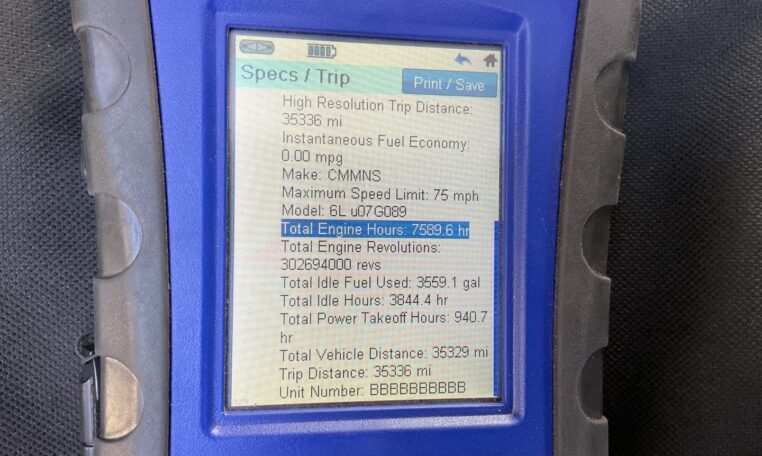 Specs / Trip
Print / Save
High Resolution Trip Distance:
35336 mi
Instantaneous Fuel Economy:
0.00 mpg
Make: CMMNS
Maximum Speed Limit: 75 mph
Model: 6L u07G089
Total Engine Hours: 7589.6 hr
Total Engine Revolutions:
302694000 revs
Total Idle Fuel Used: 3559.1 gal
Total Idle Hours: 3844.4 hr
Total Power Takeoff Hours: 940.7
hr
Total Vehicle Distance: 35329 mi
Trip Distance: 35336 mi
Unit Number: BBBBBBBBBB